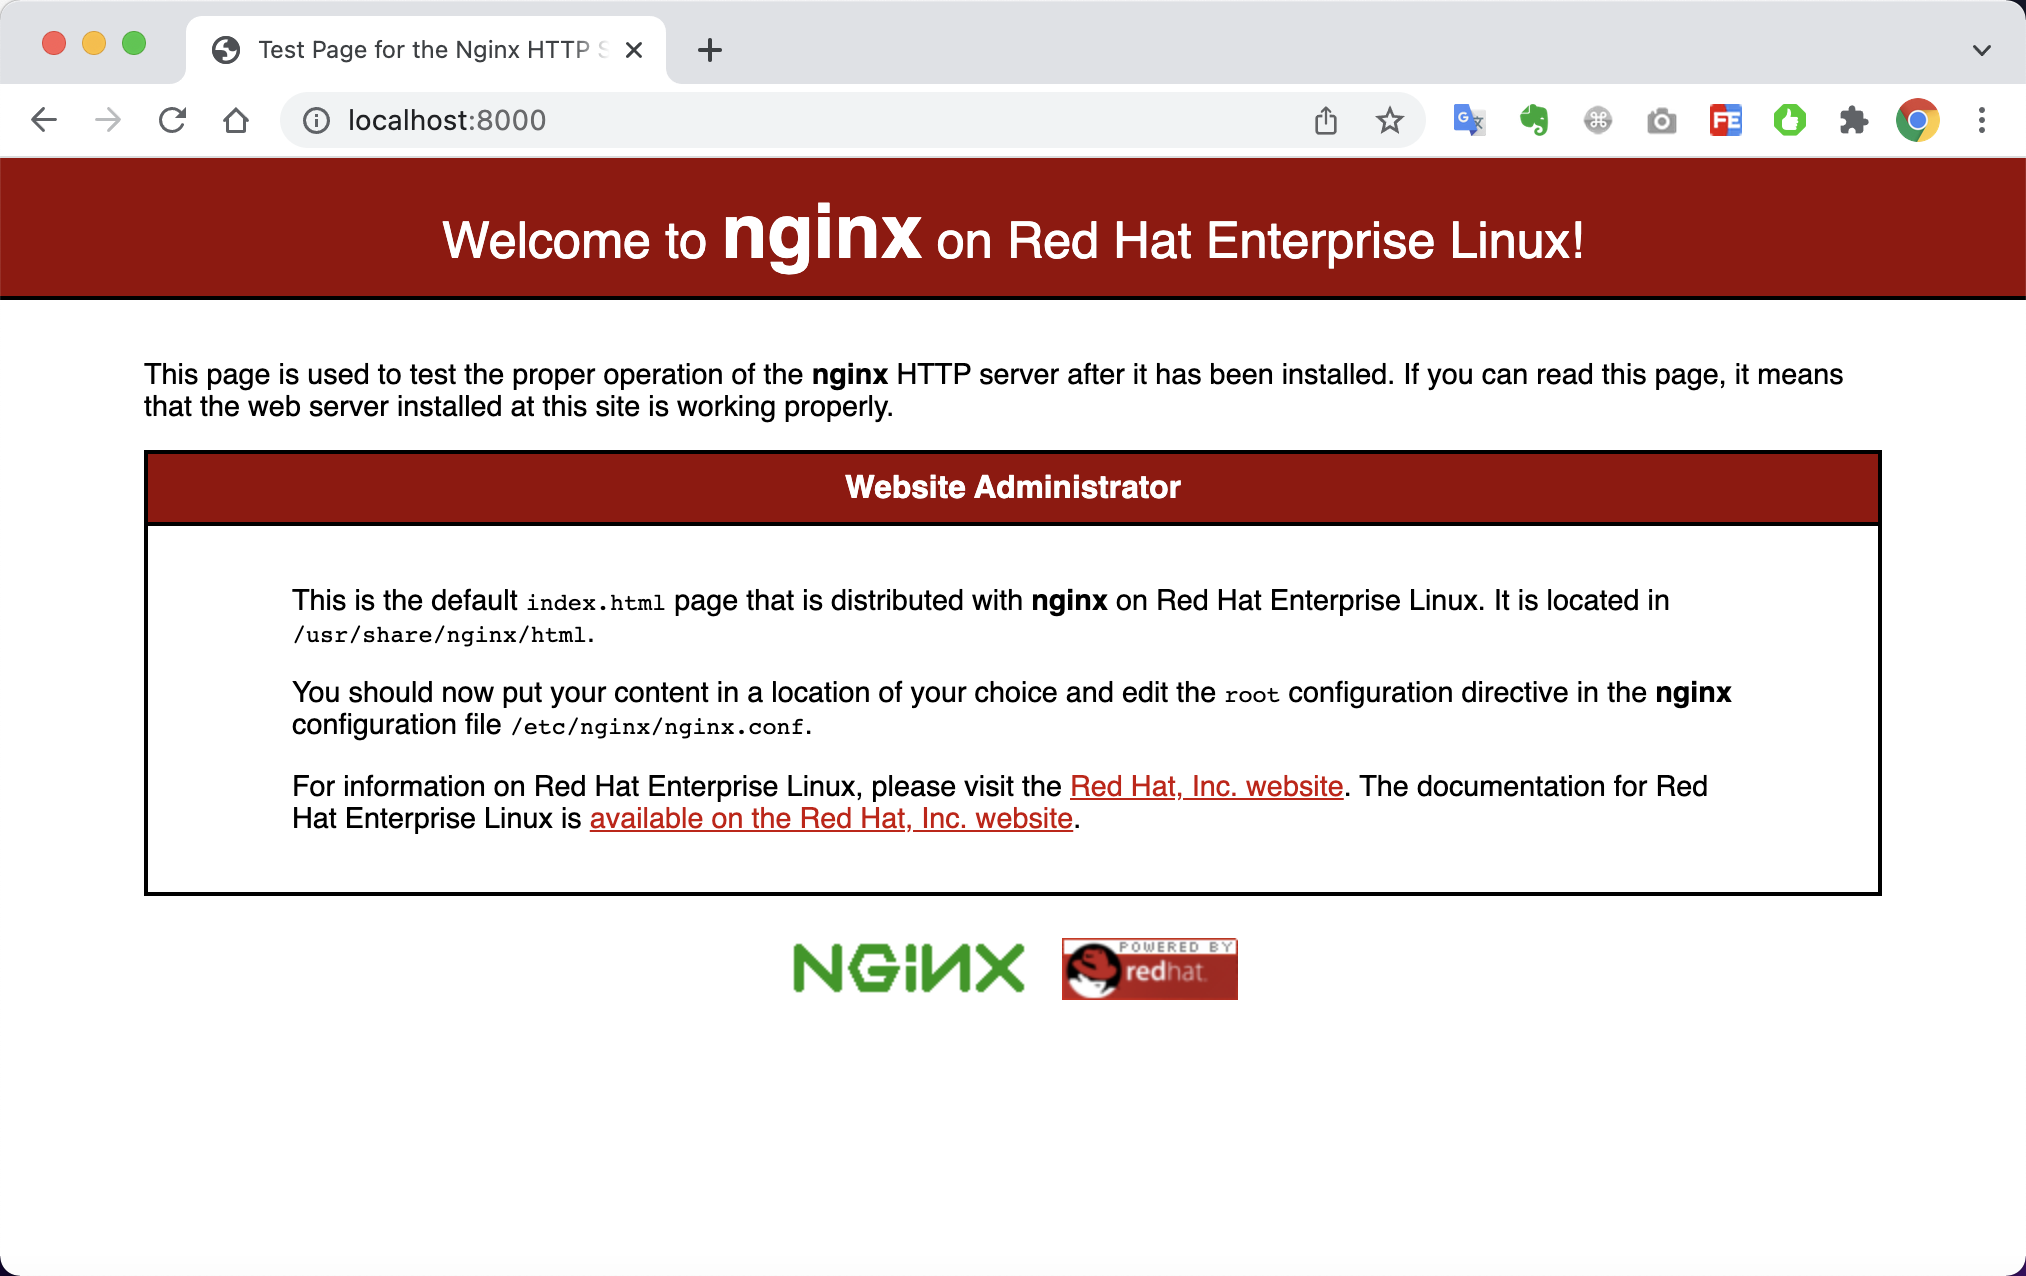 Test Page for the Nginx HTTP S
localhost:8000
G 文
FE
Welcome to nginx on Red Hat Enterprise Linux!
This page is used to test the proper operation of the nginx HTTP server after it has been installed. If you can read this page, it means
that the web server installed at this site is working properly.
Website Administrator
This is the default index.html page that is distributed with nginx on Red Hat Enterprise Linux. It is located in
/usr/share/nginx/html.
You should now put your content in a location of your choice and edit the root configuration directive in the nginx
configuration file /etc/nginx/nginx.conf.
For information on Red Hat Enterprise Linux, please visit the Red Hat, Inc. website. The documentation for Red
Hat Enterprise Linux is available on the Red Hat, Inc. website.
NGINX
POWERED BY
redhat.